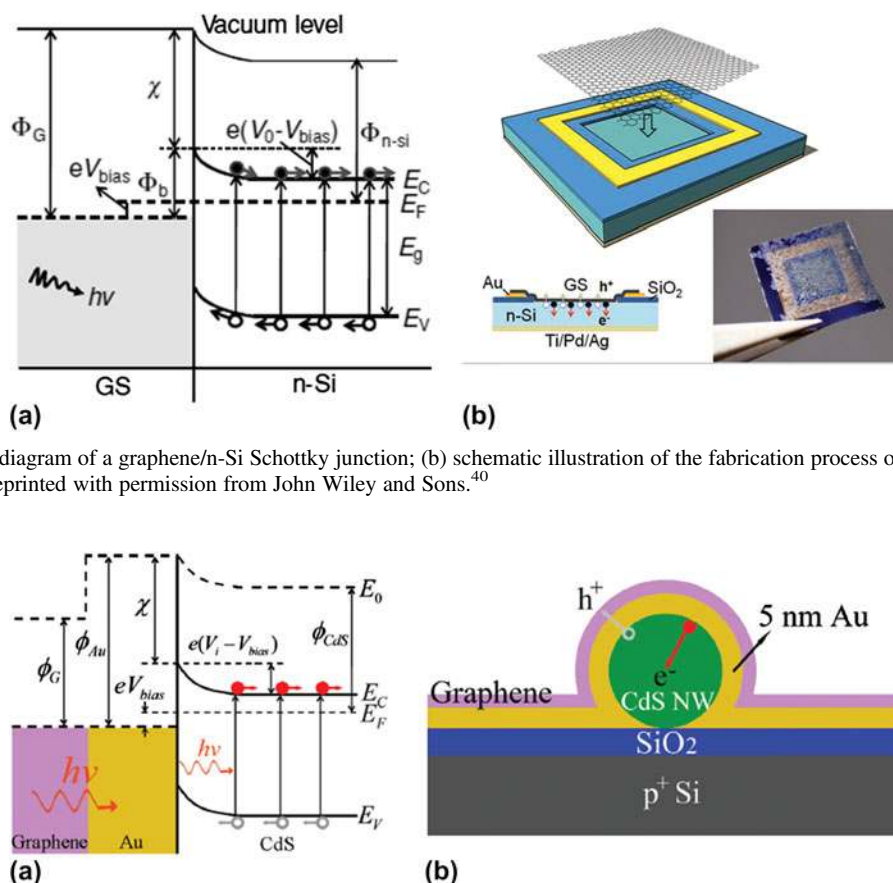 Vacuum level
χ
Φ_G
e(V_0-V_bias)
Φ_n-si
eV_bias
Φ_b
E_C
E_F
E_g
hν
E_V
GS
n-Si
(a)
Au
GS
h⁺
SiO₂
n-Si
e⁻
Ti/Pd/Ag
(b)
diagram of a graphene/n-Si Schottky junction; (b) schematic illustration of the fabrication process o
eprinted with permission from John Wiley and Sons.⁴⁰
E_0
χ
ϕ_Au
e(V_i-V_bias)
ϕ_CdS
ϕ_G
eV_bias
E_C
E_F
hν
hν
E_V
Graphene
Au
CdS
(a)
h⁺
5 nm Au
e⁻
Graphene
CdS NW
SiO₂
p⁺ Si
(b)